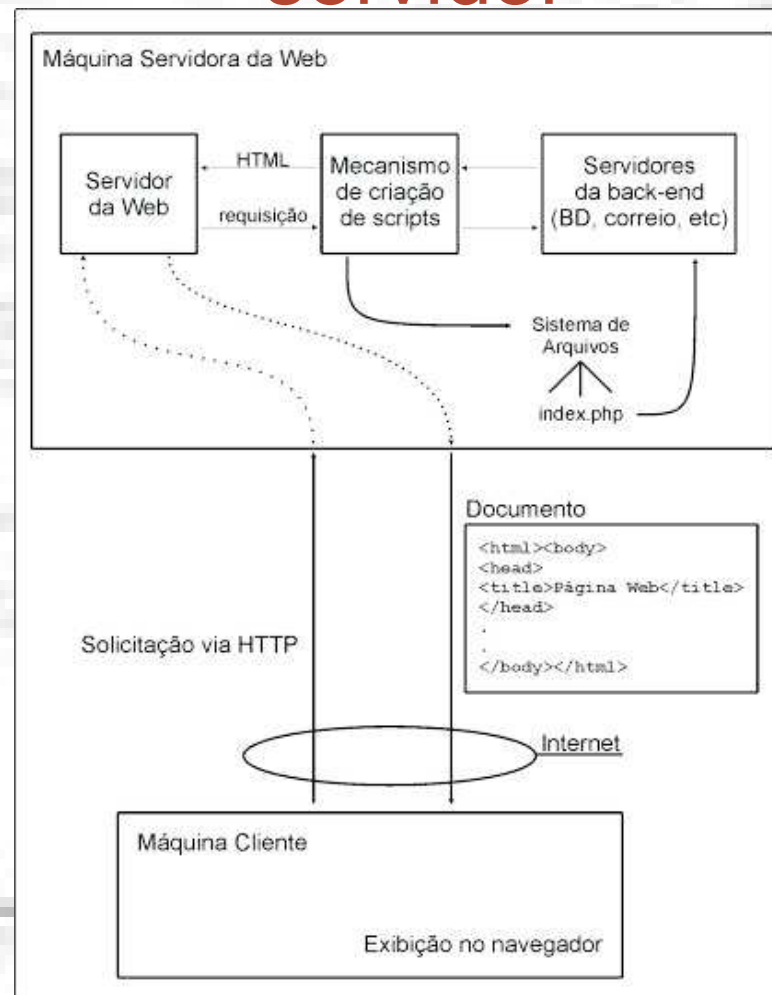 servidor
Máquina Servidora da Web
Servidor
da Web
HTML
requisição
Mecanismo
de criação
de scripts
Servidores
da back-end
(BD, correio, etc)
Sistema de
Arquivos
index.php
Documento
<html><body>
<head>
<title>Página Web</title>
</head>
.
.
</body></html>
Solicitação via HTTP
Internet
Máquina Cliente
Exibição no navegador